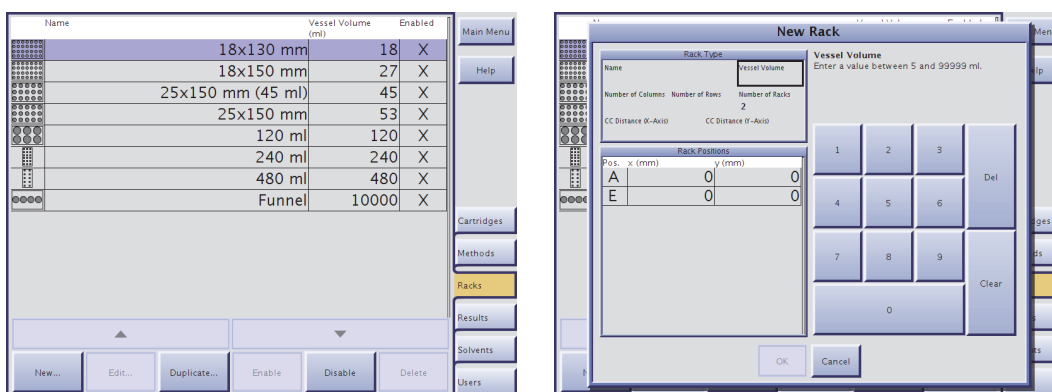 Name Vessel Volume (ml) Enabled
18x130 mm 18 X
18x150 mm 27 X
25x150 mm (45 ml) 45 X
25x150 mm 53 X
120 ml 120 X
240 ml 240 X
480 ml 480 X
Funnel 10000 X
Main Menu
Help
Cartridges
Methods
Racks
Results
Solvents
Users
New... Edit... Duplicate... Enable Disable Delete
New Rack
Rack Type
Name Vessel Volume
Number of Columns Number of Rows Number of Racks
2
CC Distance (X-Axis) CC Distance (Y-Axis)
Vessel Volume
Enter a value between 5 and 99999 ml.
Rack Positions
Pos. x (mm) y (mm)
A 0 0
E 0 0
1 2 3
Del
4 5 6
7 8 9
Clear
0
OK Cancel